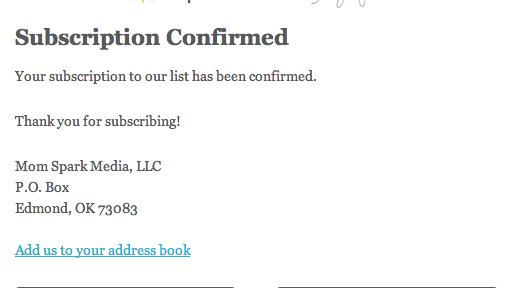 Subscription Confirmed
Your subscription to our list has been confirmed.
Thank you for subscribing!
Mom Spark Media, LLC
P.O. Box
Edmond, OK 73083
Add us to your address book